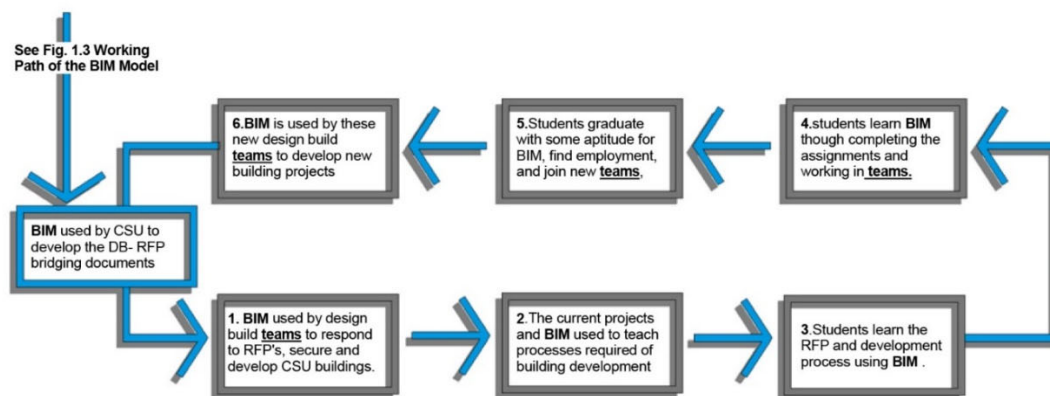 See Fig. 1.3 Working
Path of the BIM Model
6.BIM is used by these
new design build
teams to develop new
building projects
5.Students graduate
with some aptitude for
BIM, find employment,
and join new teams,
4.students learn BIM
though completing the
assignments and
working in teams.
BIM used by CSU to
develop the DB- RFP
bridging documents
1. BIM used by design
build teams to respond
to RFP's, secure and
develop CSU buildings.
2.The current projects
and BIM used to teach
processes required of
building development
3.Students learn the
RFP and development
process using BIM .